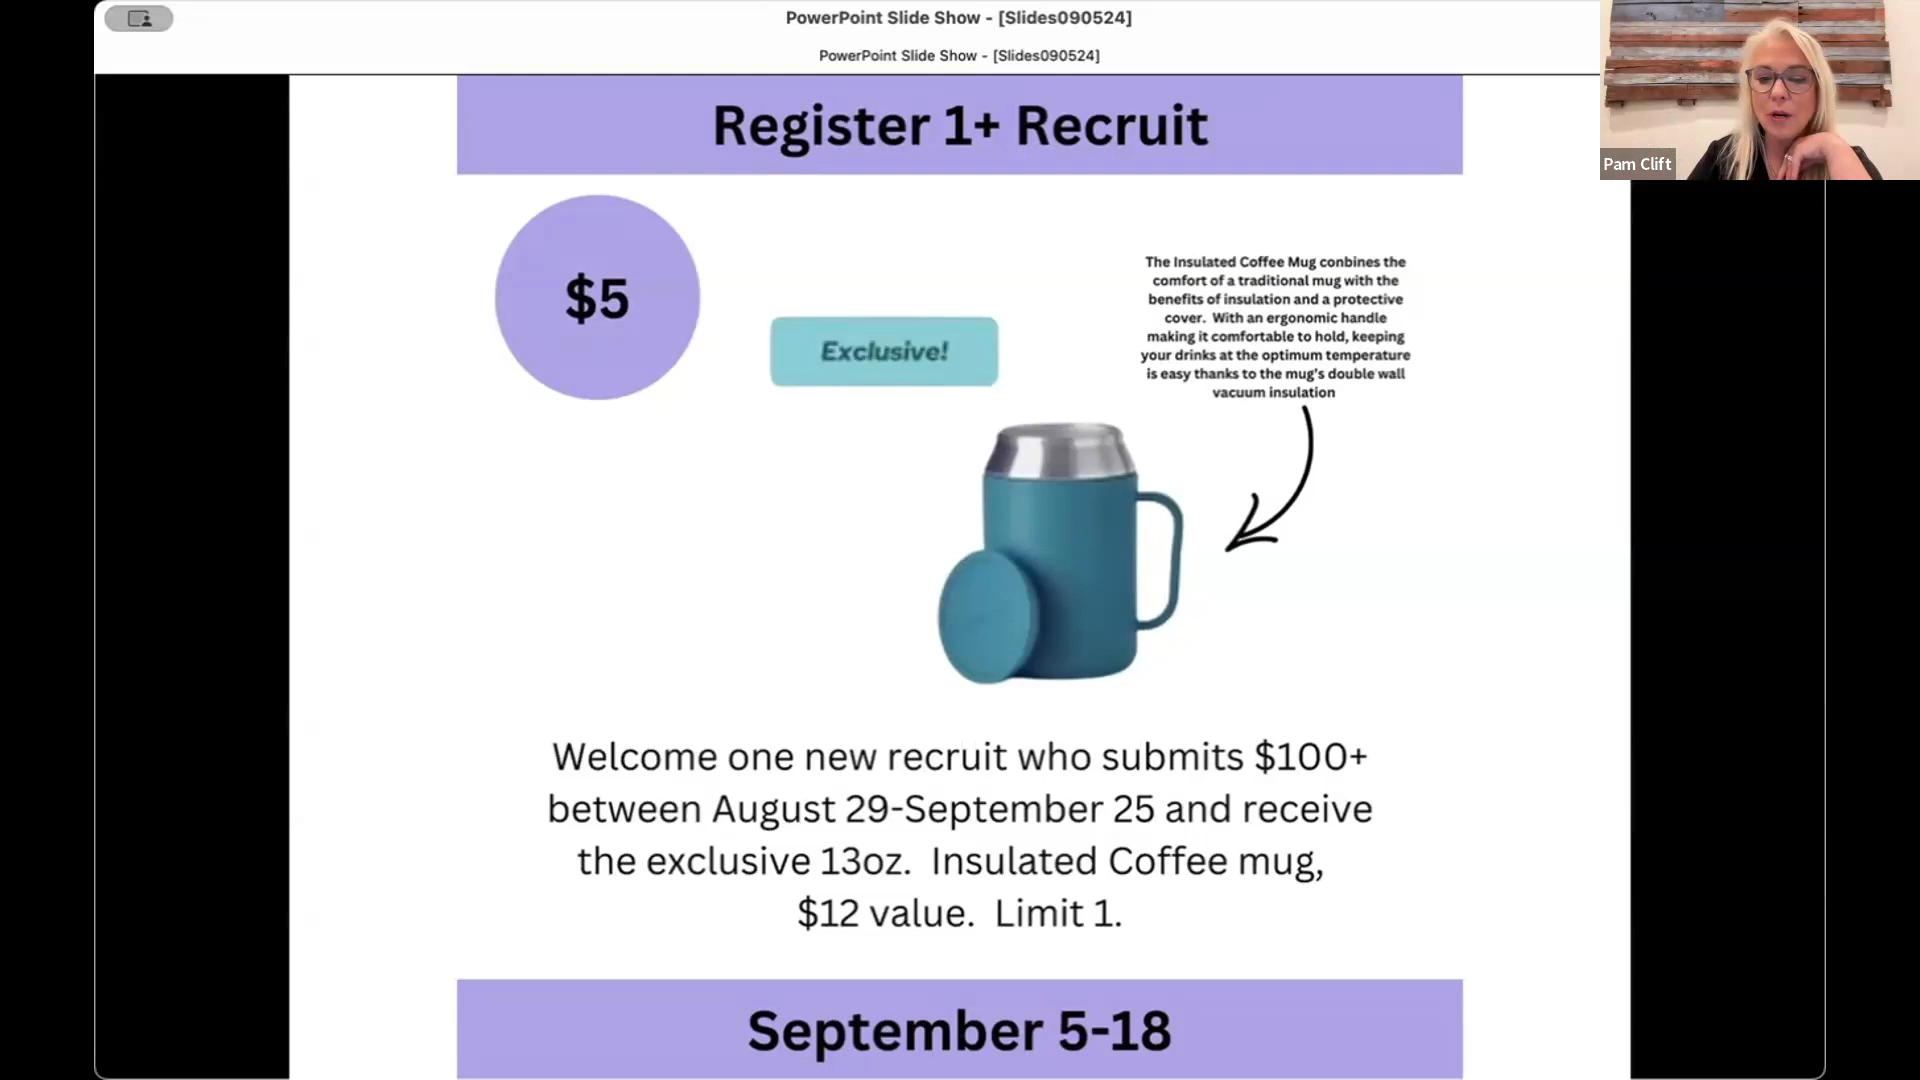 PowerPoint Slide Show - [Slides090524]
PowerPoint Slide Show - [Slides090524]
Pam Clift
Register 1+ Recruit
$5
Exclusive!
The Insulated Coffee Mug conbines the
comfort of a traditional mug with the
benefits of insulation and a protective
cover. With an ergonomic handle
making it comfortable to hold, keeping
your drinks at the optimum temperature
is easy thanks to the mug's double wall
vacuum insulation
Welcome one new recruit who submits $100+
between August 29-September 25 and receive
the exclusive 13oz. Insulated Coffee mug,
$12 value. Limit 1.
September 5-18